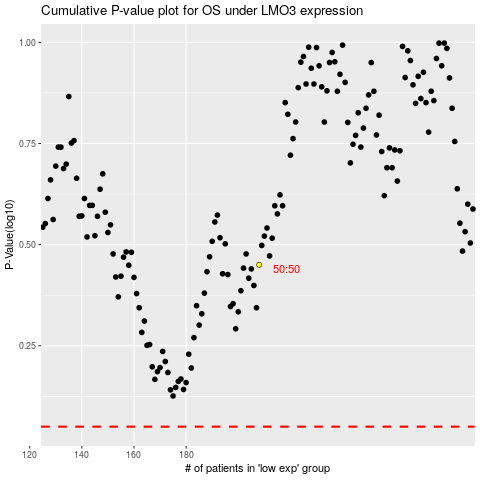 Cumulative P-value plot for OS under LMO3 expression
P-Value(log10)
1.00
0.75
0.50
0.25
50:50
120 140 160 180
# of patients in 'low exp' group